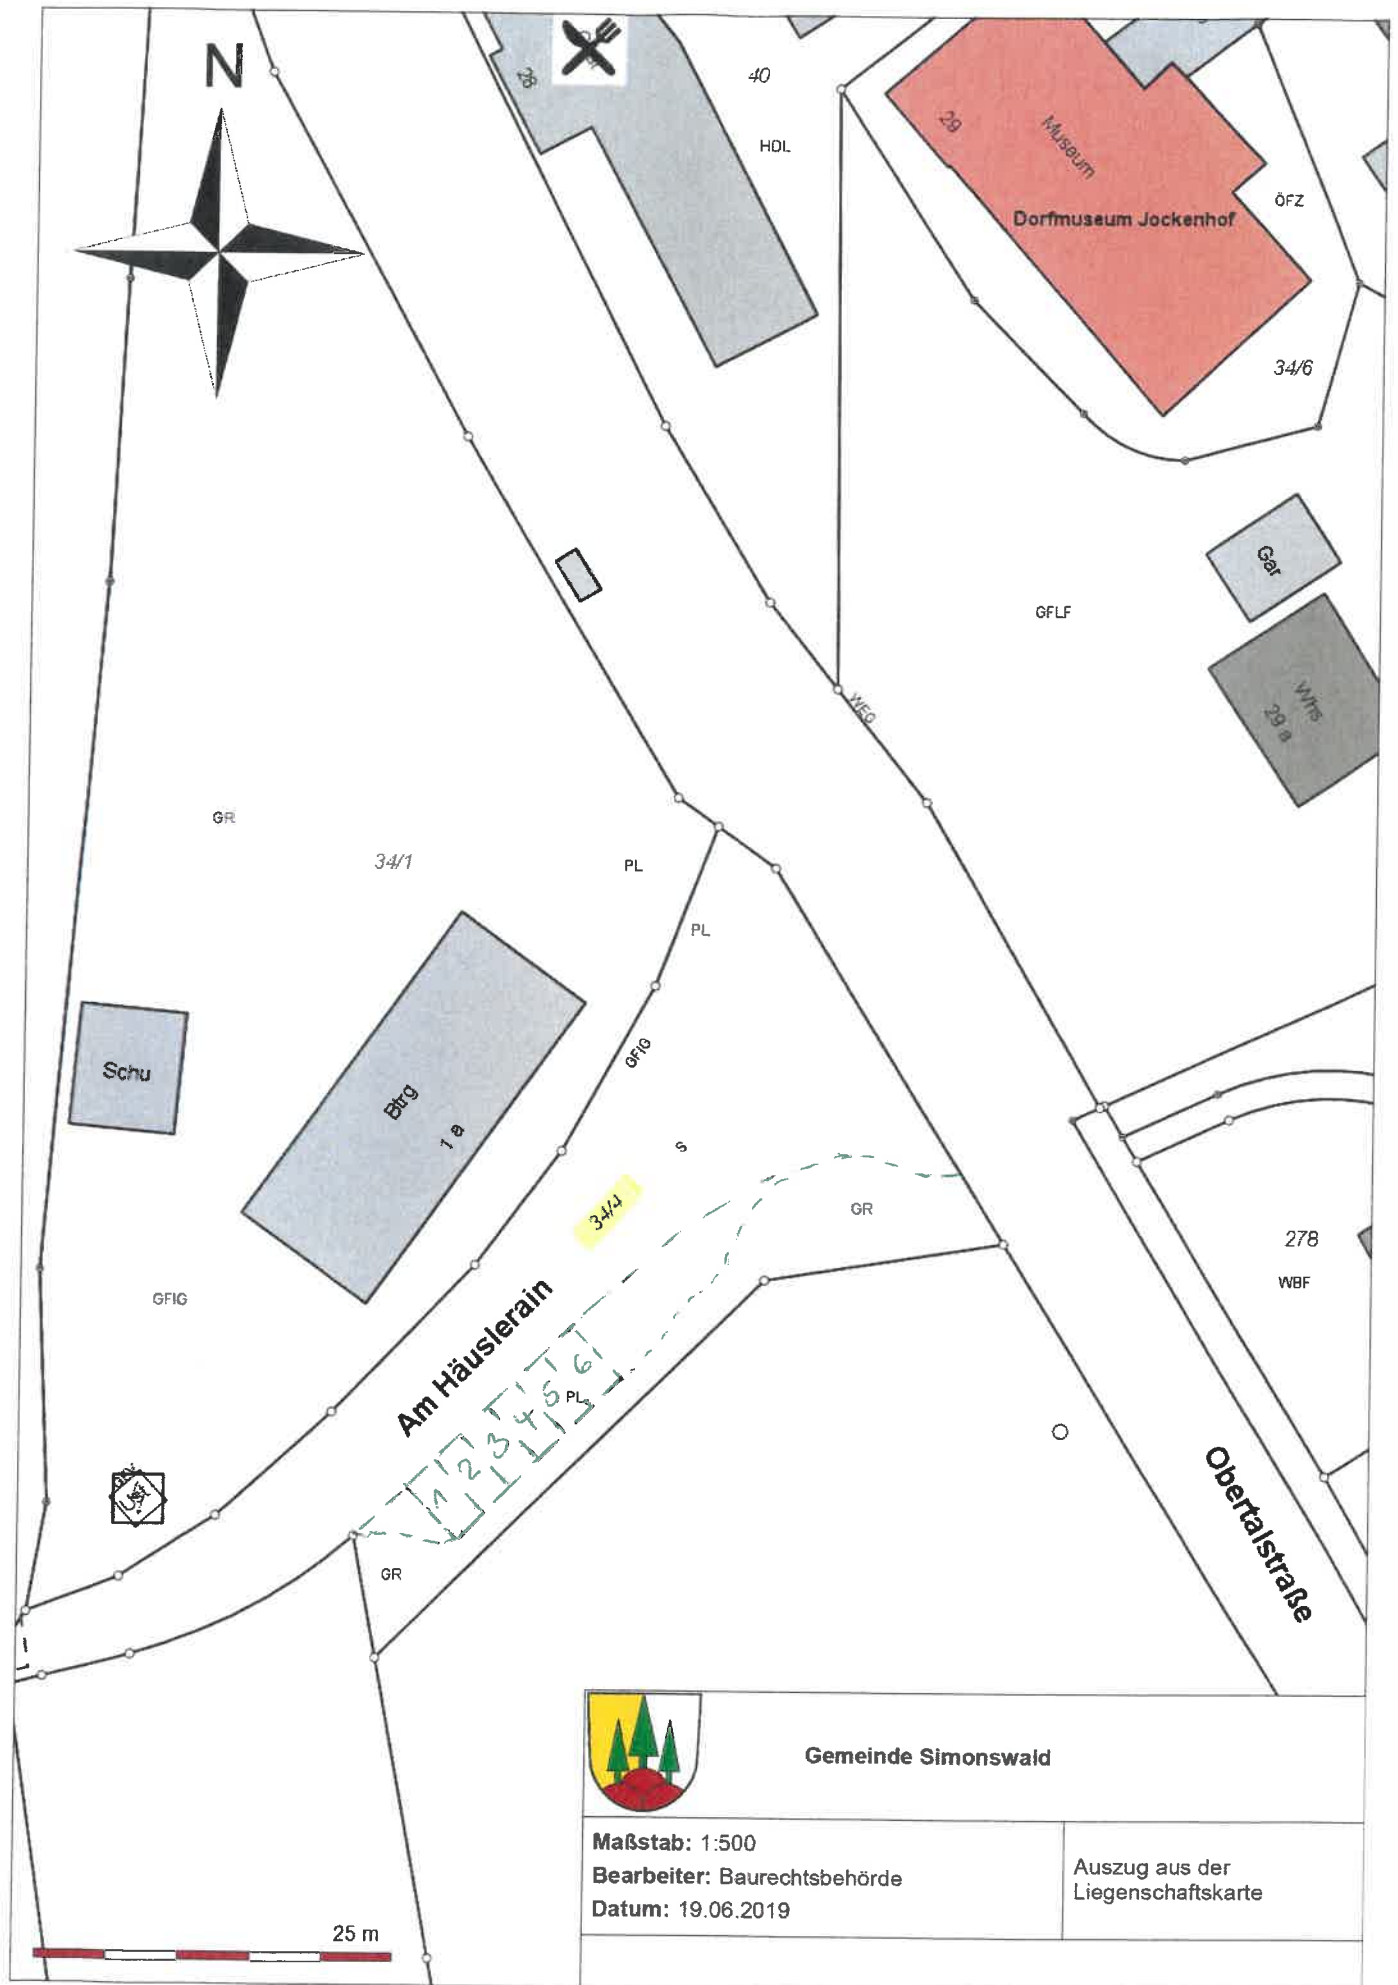 N
28
40
HDL
29
Museum
Dorfmuseum Jockenhof
ÖFZ
34/6
Gar
GFLF
Whs
29 a
WEG
GR
34/1
PL
PL
GFIG
Schu
Btrg
1 a
S
34/4
GR
278
WBF
GFIG
Am Häuslerain
1 2 3 4 5 6
PL
Obertalstraße
GR
Gemeinde Simonswald
Maßstab: 1:500
Bearbeiter: Baurechtsbehörde
Datum: 19.06.2019
Auszug aus der
Liegenschaftskarte
25 m